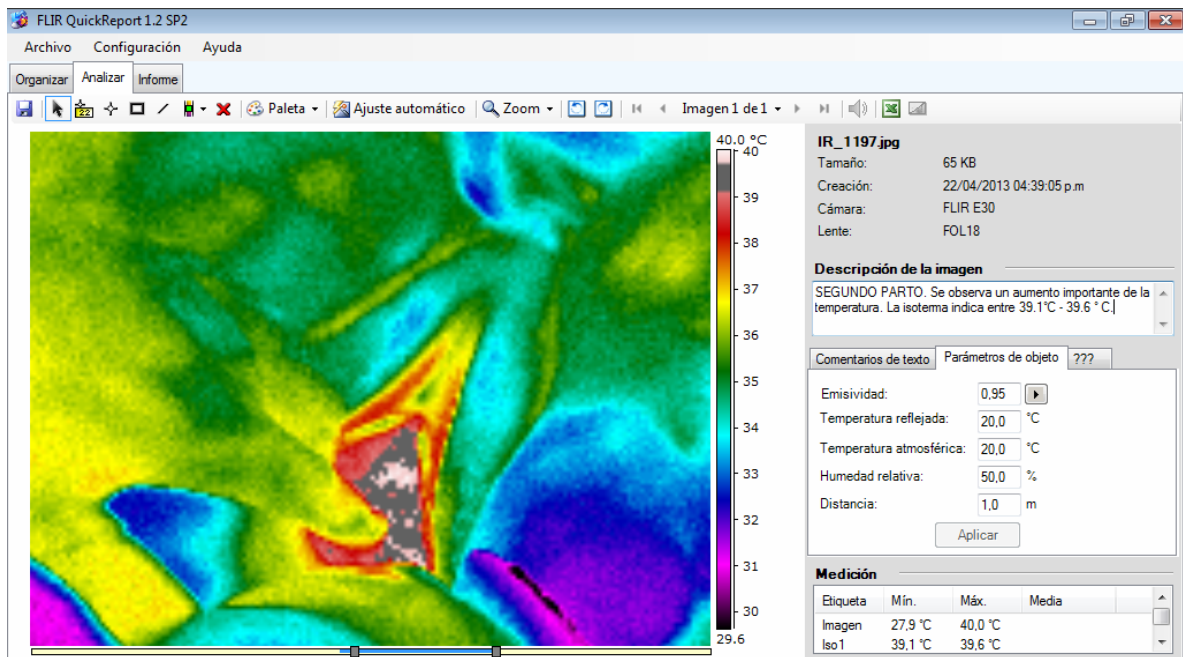 FLIR QuickReport 1.2 SP2
Archivo Configuración Ayuda
Organizar Analizar Informe
Paleta Ajuste automático Zoom Imagen 1 de 1
40.0 °C
40
39
38
37
36
35
34
33
32
31
30
29.6
IR_1197.jpg
Tamaño: 65 KB
Creación: 22/04/2013 04:39:05 p.m
Cámara: FLIR E30
Lente: FOL18
Descripción de la imagen
SEGUNDO PARTO. Se observa un aumento importante de la
temperatura. La isoterma indica entre 39.1°C - 39.6 ° C.
Comentarios de texto Parámetros de objeto ???
Emisividad: 0,95
Temperatura reflejada: 20,0 °C
Temperatura atmosférica: 20,0 °C
Humedad relativa: 50,0 %
Distancia: 1,0 m
Aplicar
Medición
Etiqueta Mín. Máx. Media
Imagen 27,9 °C 40,0 °C
Iso1 39,1 °C 39,6 °C